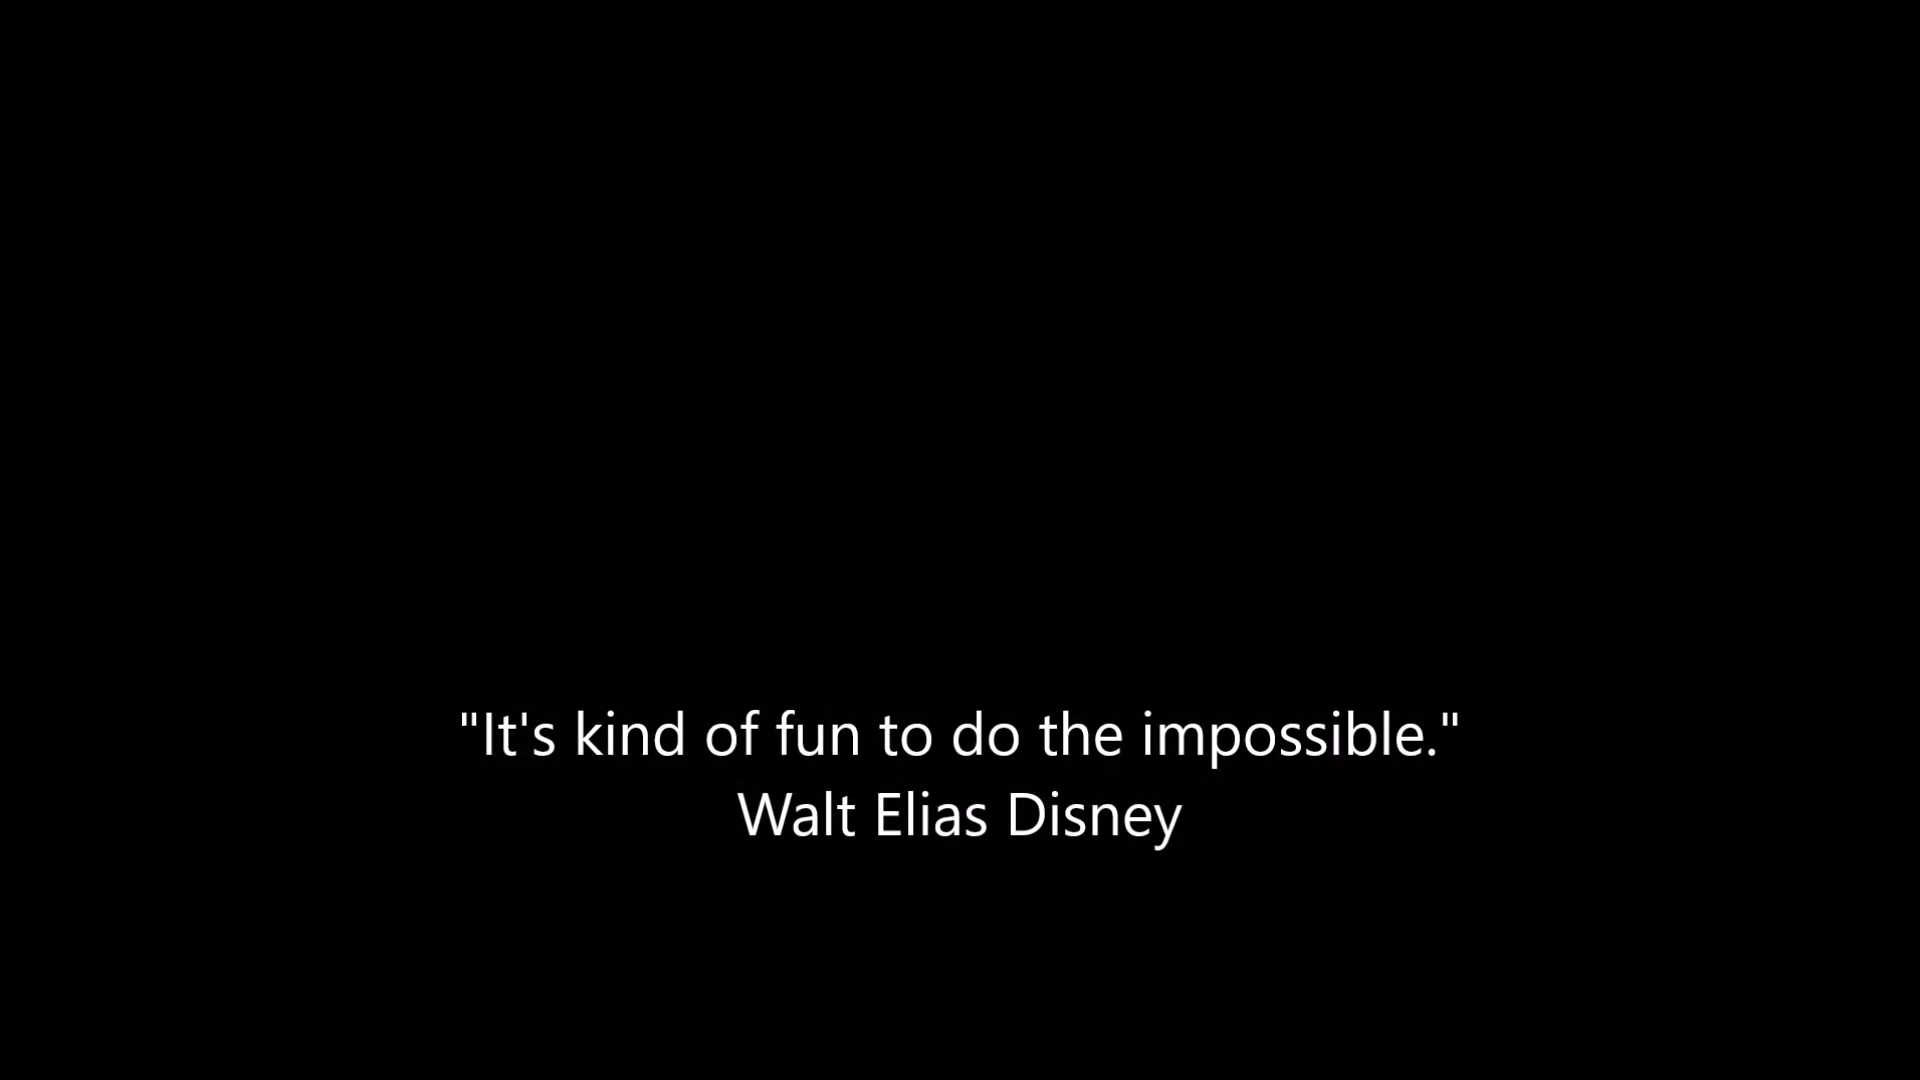 "It's kind of fun to do the impossible."
Walt Elias Disney